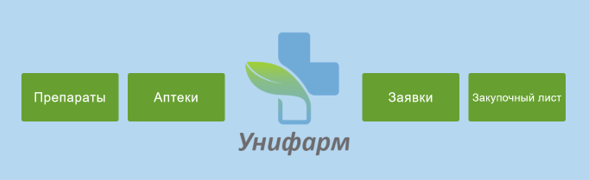 Препараты
Аптеки
Унифарм
Заявки
Закупочный лист